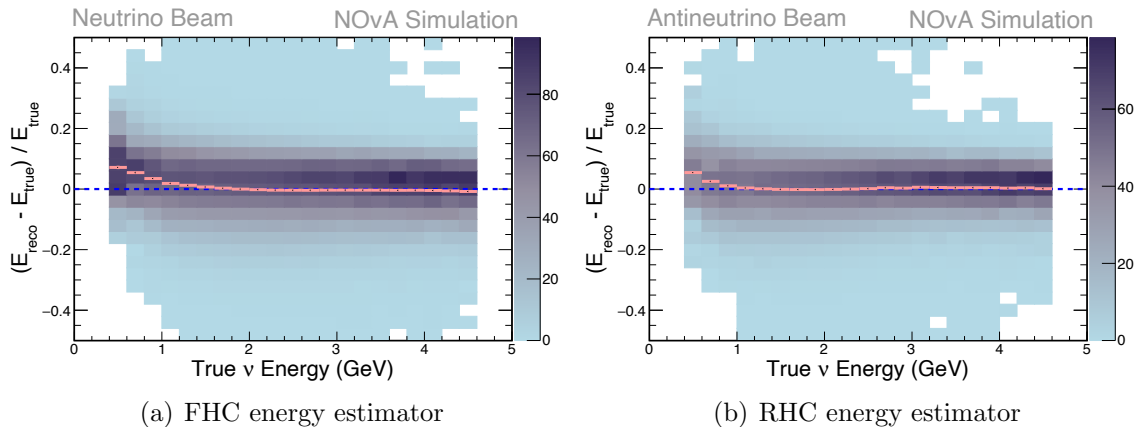 Neutrino Beam NOvA Simulation
(E_reco - E_true) / E_true
0.4
0.2
0
−0.2
−0.4
0 1 2 3 4 5
True ν Energy (GeV)
80
60
40
20
0
(a) FHC energy estimator
Antineutrino Beam NOvA Simulation
(E_reco - E_true) / E_true
0.4
0.2
0
−0.2
−0.4
0 1 2 3 4 5
True ν Energy (GeV)
60
40
20
0
(b) RHC energy estimator